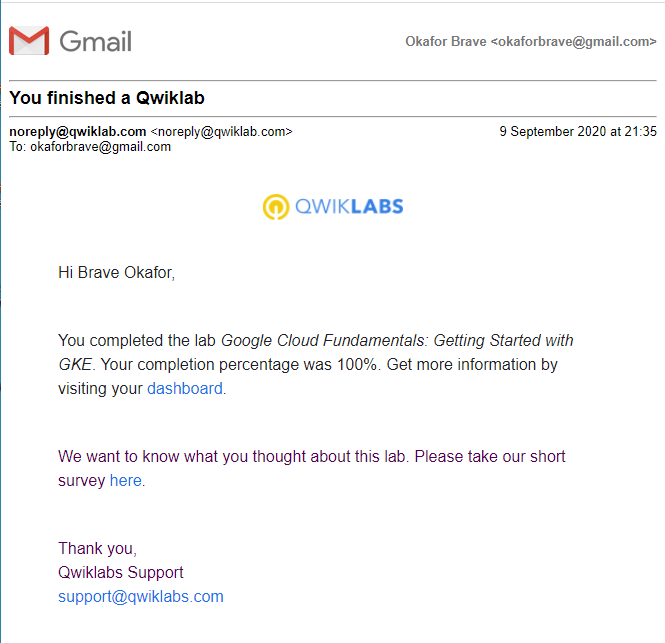 Gmail
Okafor Brave <okaforbrave@gmail.com>
You finished a Qwiklab
noreply@qwiklab.com <noreply@qwiklab.com>
9 September 2020 at 21:35
To: okaforbrave@gmail.com
QWIKLABS
Hi Brave Okafor,
You completed the lab Google Cloud Fundamentals: Getting Started with
GKE. Your completion percentage was 100%. Get more information by
visiting your dashboard.
We want to know what you thought about this lab. Please take our short
survey here.
Thank you,
Qwiklabs Support
support@qwiklabs.com